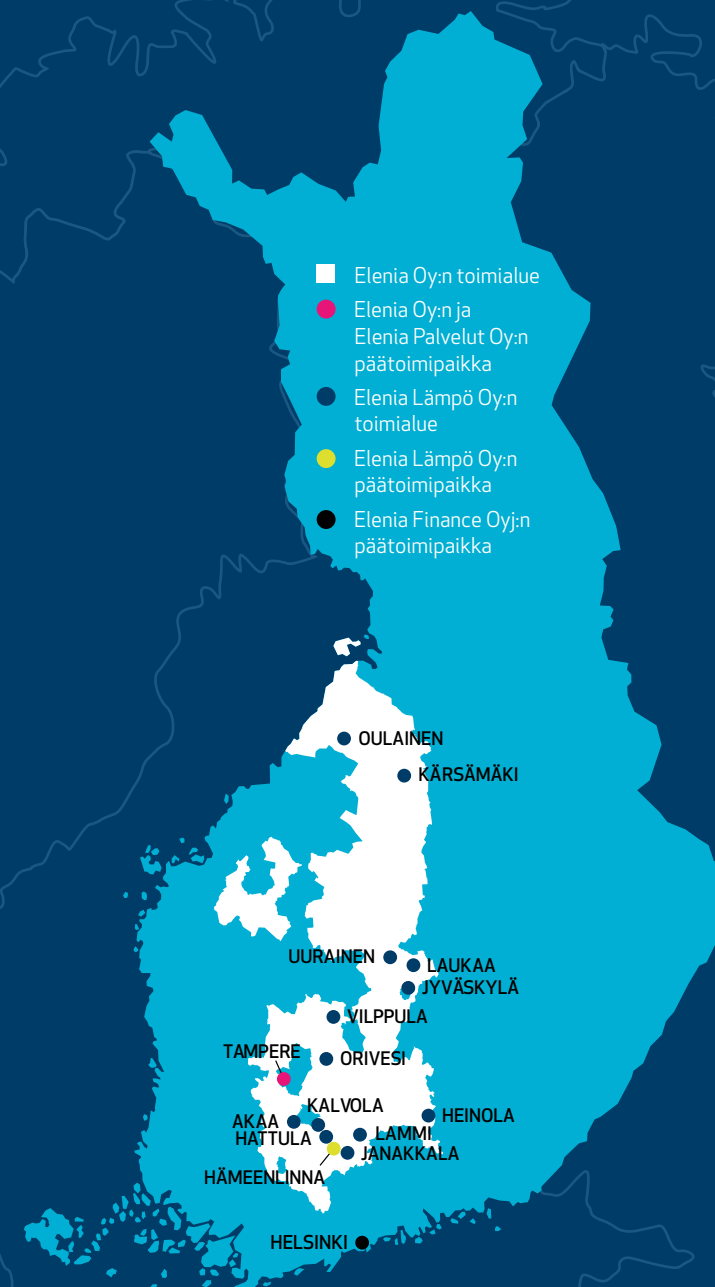 Elenia Oy:n toimialue
Elenia Oy:n ja
Elenia Palvelut Oy:n
päätoimipaikka
Elenia Lämpö Oy:n
toimialue
Elenia Lämpö Oy:n
päätoimipaikka
Elenia Finance Oyj:n
päätoimipaikka
OULAINEN
KÄRSÄMÄKI
UURAINEN
LAUKAA
JYVÄSKYLÄ
VILPPULA
TAMPERE
ORIVESI
KALVOLA
HEINOLA
AKAA
LAMMI
HATTULA
JANAKKALA
HÄMEENLINNA
HELSINKI